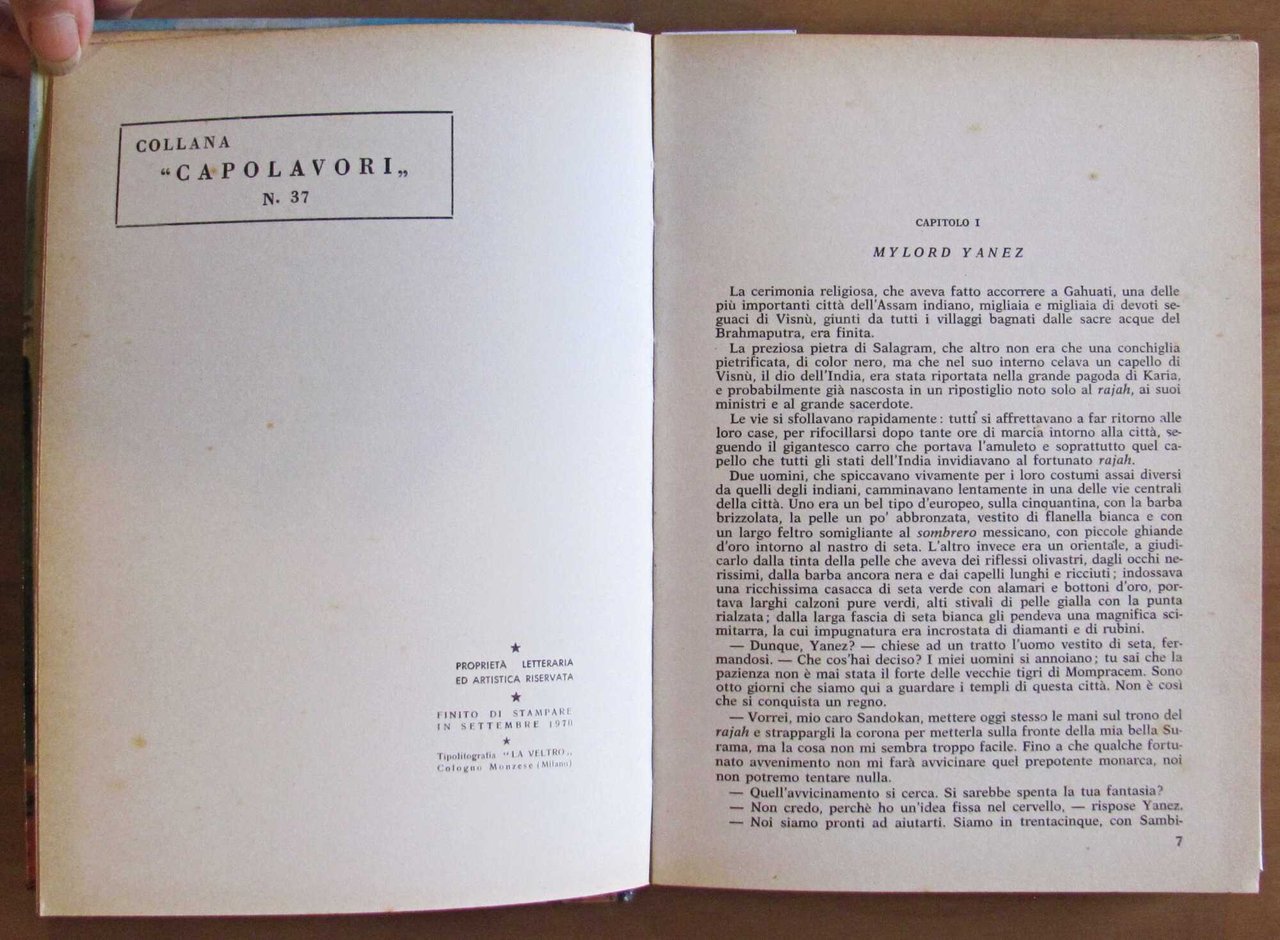 COLLANA
“CAPOLAVORI„
N. 37
★
PROPRIETÀ LETTERARIA
ED ARTISTICA RISERVATA
★
FINITO DI STAMPARE
IN SETTEMBRE 1970
★
Tipolitografia “LA VELTRO„
Cologno Monzese (Milano)
CAPITOLO I
MYLORD YANEZ
La cerimonia religiosa, che aveva fatto accorrere a Gahuati, una delle
più importanti città dell'Assam indiano, migliaia e migliaia di devoti se-
guaci di Visnù, giunti da tutti i villaggi bagnati dalle sacre acque del
Brahmaputra, era finita.
La preziosa pietra di Salagram, che altro non era che una conchiglia
pietrificata, di color nero, ma che nel suo interno celava un capello di
Visnù, il dio dell'India, era stata riportata nella grande pagoda di Karia,
e probabilmente già nascosta in un ripostiglio noto solo al rajah, ai suoi
ministri e al grande sacerdote.
Le vie si sfollavano rapidamente: tutti si affrettavano a far ritorno alle
loro case, per rifocillarsi dopo tante ore di marcia intorno alla città, se-
guendo il gigantesco carro che portava l'amuleto e soprattutto quel ca-
pello che tutti gli stati dell'India invidiavano al fortunato rajah.
Due uomini, che spiccavano vivamente per i loro costumi assai diversi
da quelli degli indiani, camminavano lentamente in una delle vie centrali
della città. Uno era un bel tipo d'europeo, sulla cinquantina, con la barba
brizzolata, la pelle un po' abbronzata, vestito di flanella bianca e con
un largo feltro somigliante al sombrero messicano, con piccole ghiande
d'oro intorno al nastro di seta. L'altro invece era un orientale, a giudi-
carlo dalla tinta della pelle che aveva dei riflessi olivastri, dagli occhi ne-
rissimi, dalla barba ancora nera e dai capelli lunghi e ricciuti; indossava
una ricchissima casacca di seta verde con alamari e bottoni d'oro, por-
tava larghi calzoni pure verdi, alti stivali di pelle gialla con la punta
rialzata; dalla larga fascia di seta bianca gli pendeva una magnifica sci-
mitarra, la cui impugnatura era incrostata di diamanti e di rubini.
— Dunque, Yanez? — chiese ad un tratto l'uomo vestito di seta, fer-
mandosi. — Che cos'hai deciso? I miei uomini si annoiano; tu sai che la
pazienza non è mai stata il forte delle vecchie tigri di Mompracem. Sono
otto giorni che siamo qui a guardare i templi di questa città. Non è così
che si conquista un regno.
— Vorrei, mio caro Sandokan, mettere oggi stesso le mani sul trono del
rajah e strappargli la corona per metterla sulla fronte della mia bella Su-
rama, ma la cosa non mi sembra troppo facile. Fino a che qualche fortu-
nato avvenimento non mi farà avvicinare quel prepotente monarca, noi
non potremo tentare nulla.
— Quell'avvicinamento si cerca. Si sarebbe spenta la tua fantasia?
— Non credo, perchè ho un'idea fissa nel cervello, — rispose Yanez.
— Noi siamo pronti ad aiutarti. Siamo in trentacinque, con Sambi-
7